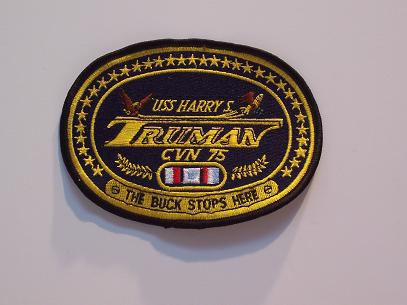 USS HARRY S.
TRUMAN
CVN 75
THE BUCK STOPS HERE